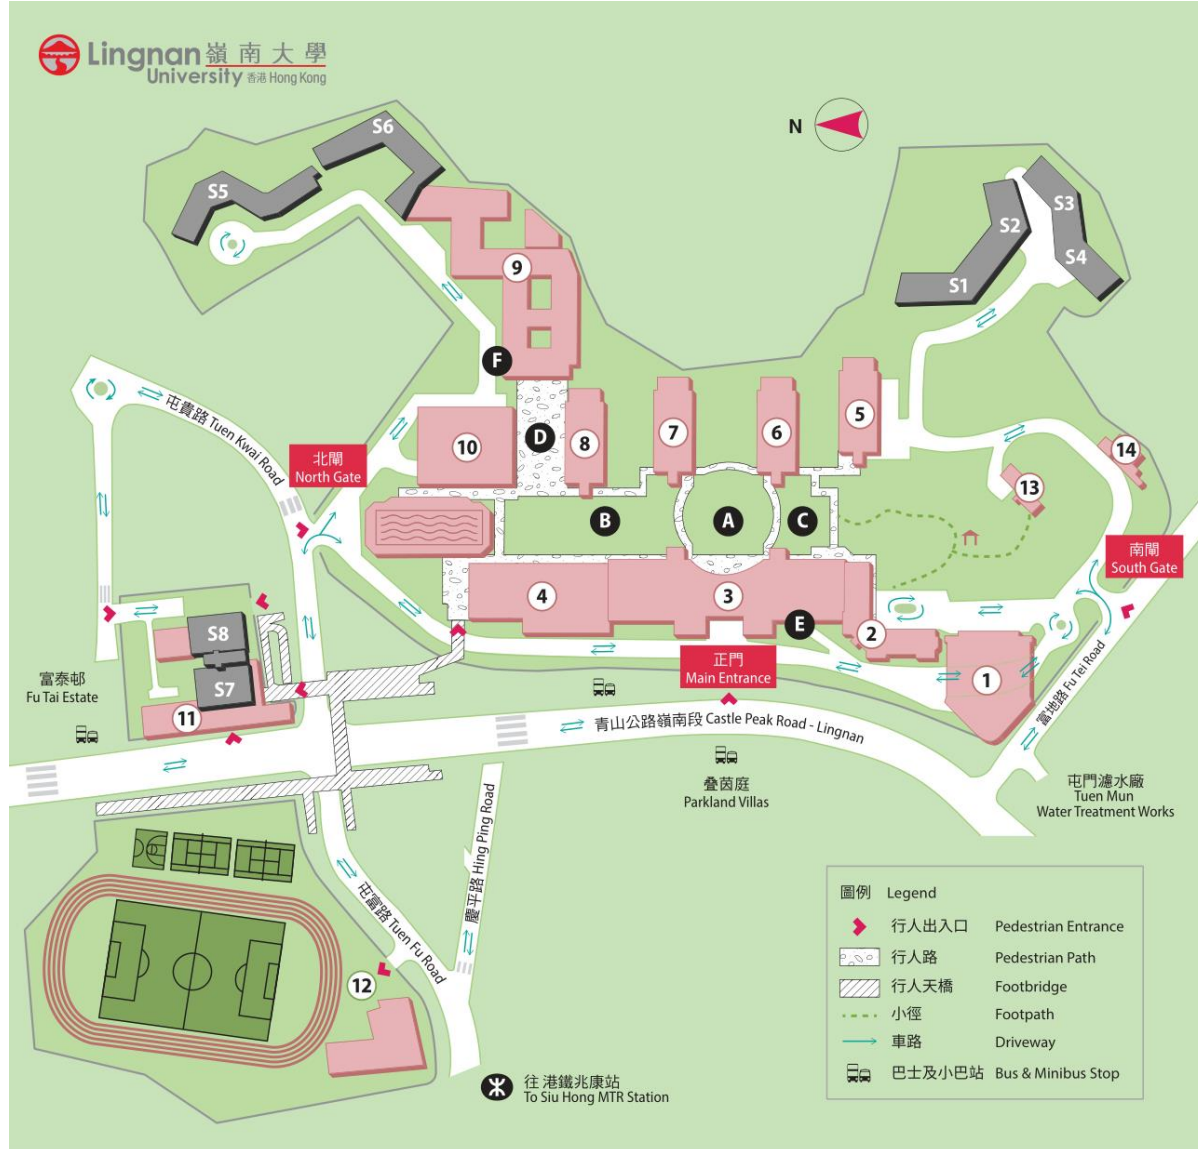 Lingnan 嶺南大學
University 香港 Hong Kong
N
S6
S5
S3
S2
S4
S1
9
F
屯貴路 Tuen Kwai Road
北閘
North Gate
10
D
8
7
6
5
14
13
B
A
C
南閘
South Gate
4
3
E
2
1
正門
Main Entrance
S8
S7
11
富泰邨
Fu Tai Estate
青山公路嶺南段 Castle Peak Road - Lingnan
富地路 Fu Tei Road
叠茵庭
Parkland Villas
屯門濾水廠
Tuen Mun
Water Treatment Works
慶平路 Hing Ping Road
屯富路 Tuen Fu Road
12
往 港鐵兆康站
To Siu Hong MTR Station
圖例 Legend
行人出入口 Pedestrian Entrance
行人路 Pedestrian Path
行人天橋 Footbridge
小徑 Footpath
車路 Driveway
巴士及小巴站 Bus & Minibus Stop